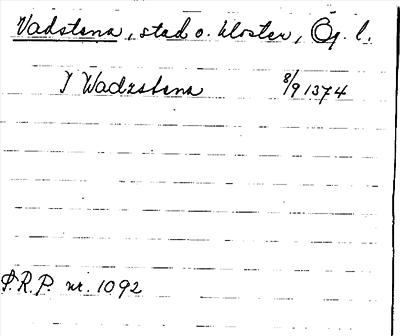 Vadstena, stad o. kloster, Ög. l.
I Wadzstena 8/9 1374
S.R.P. nr. 1092